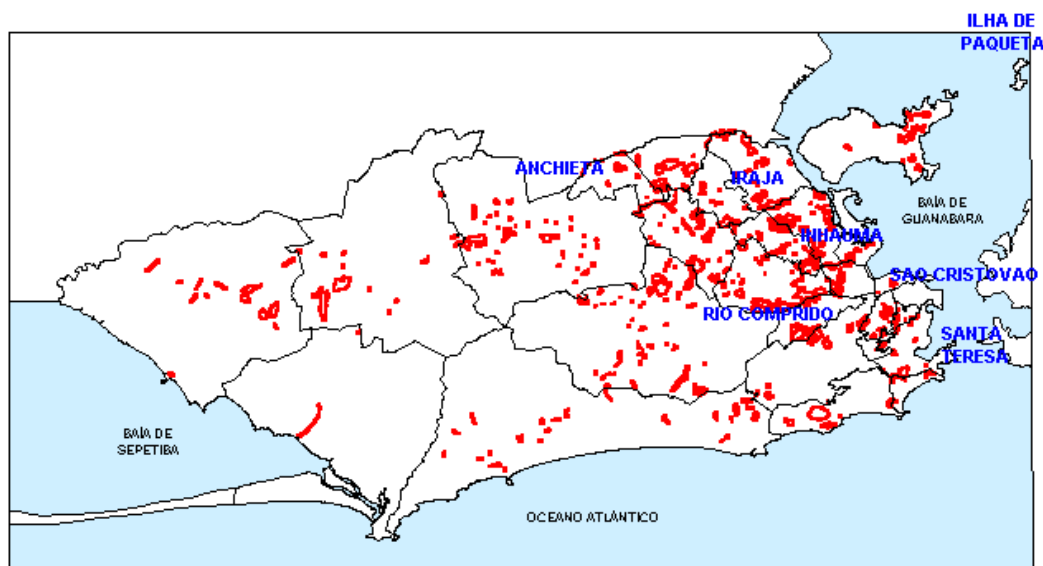 ILHA DE
PAQUETA
ANCHIETA
IRAJA
BAÍA DE
GUANABARA
INHAUMA
SAO CRISTOVAO
RIO COMPRIDO
SANTA
TERESA
BAÍA DE
SEPETIBA
OCEANO ATLÂNTICO